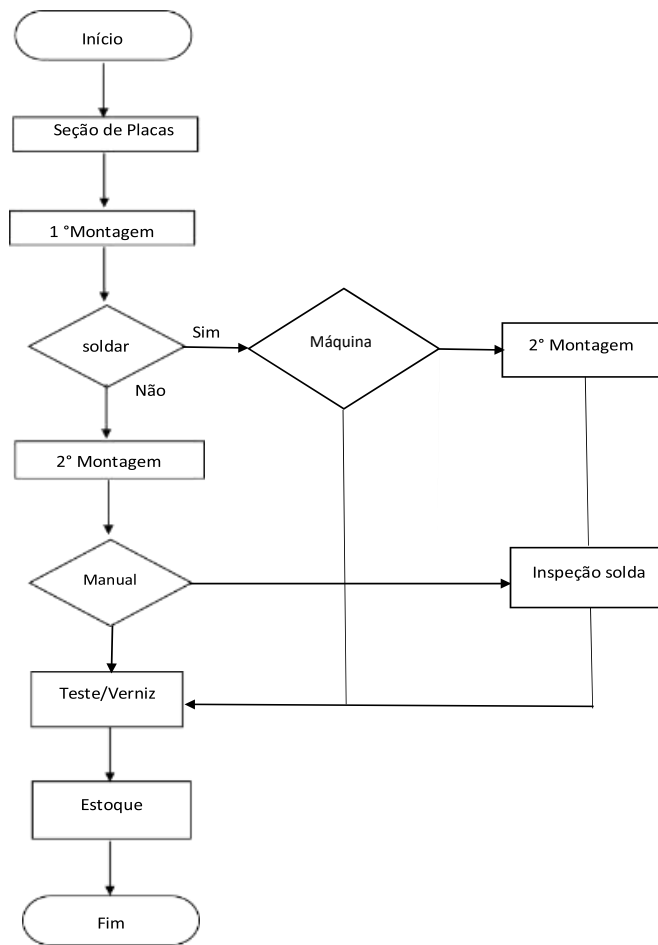 Início
Seção de Placas
1 °Montagem
soldar
Sim
Máquina
2° Montagem
Não
2° Montagem
Manual
Inspeção solda
Teste/Verniz
Estoque
Fim